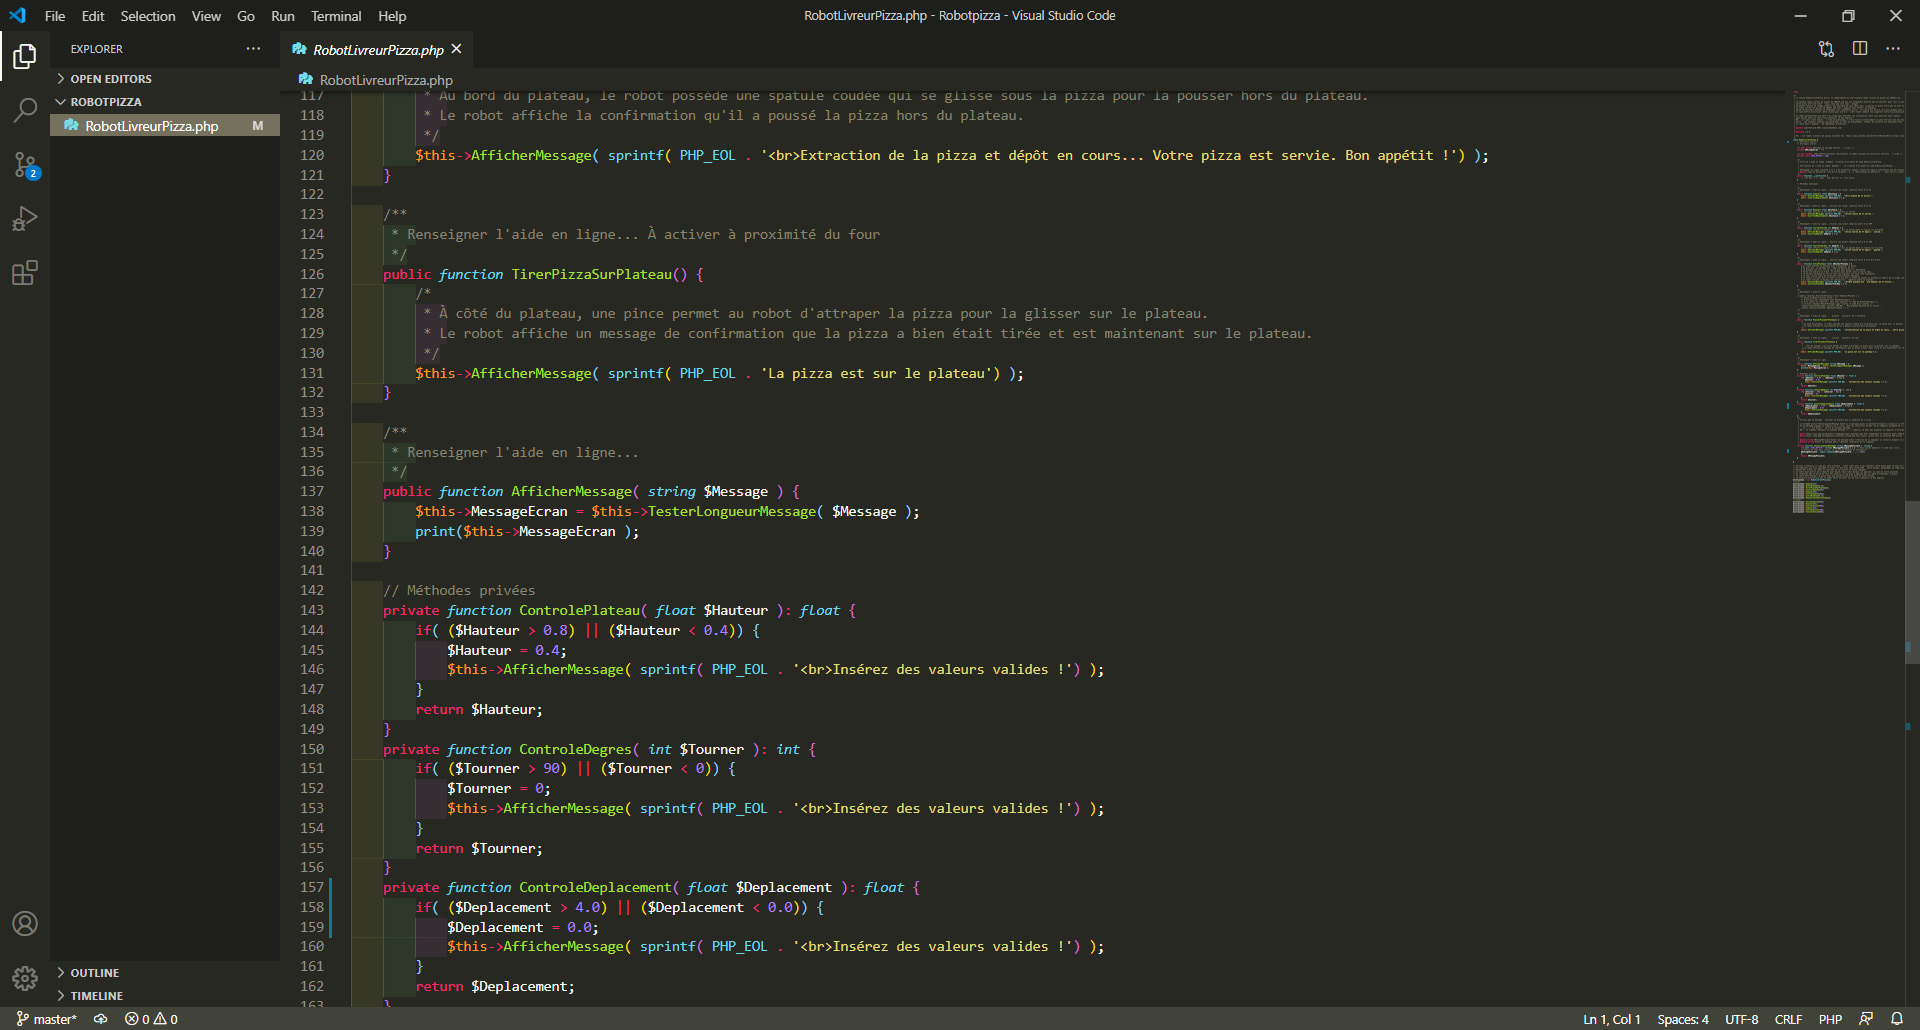 File Edit Selection View Go Run Terminal Help
RobotLivreurPizza.php - Robotpizza - Visual Studio Code
EXPLORER
OPEN EDITORS
ROBOTPIZZA
RobotLivreurPizza.php M
2
OUTLINE
TIMELINE
RobotLivreurPizza.php
RobotLivreurPizza.php
117 * Au bord du plateau, le robot possède une spatule coudée qui se glisse sous la pizza pour la pousser hors du plateau.
118 * Le robot affiche la confirmation qu'il a poussé la pizza hors du plateau.
119 */
120 $this->AfficherMessage( sprintf( PHP_EOL . '<br>Extraction de la pizza et dépôt en cours... Votre pizza est servie. Bon appétit !') );
121 }
122
123 /**
124 * Renseigner l'aide en ligne... À activer à proximité du four
125 */
126 public function TirerPizzaSurPlateau() {
127 /*
128 * À côté du plateau, une pince permet au robot d'attraper la pizza pour la glisser sur le plateau.
129 * Le robot affiche un message de confirmation que la pizza a bien était tirée et est maintenant sur le plateau.
130 */
131 $this->AfficherMessage( sprintf( PHP_EOL . 'La pizza est sur le plateau') );
132 }
133
134 /**
135 * Renseigner l'aide en ligne...
136 */
137 public function AfficherMessage( string $Message ) {
138 $this->MessageEcran = $this->TesterLongueurMessage( $Message );
139 print($this->MessageEcran );
140 }
141
142 // Méthodes privées
143 private function ControlePlateau( float $Hauteur ): float {
144 if( ($Hauteur > 0.8) || ($Hauteur < 0.4)) {
145 $Hauteur = 0.4;
146 $this->AfficherMessage( sprintf( PHP_EOL . '<br>Insérez des valeurs valides !') );
147 }
148 return $Hauteur;
149 }
150 private function ControleDegres( int $Tourner ): int {
151 if( ($Tourner > 90) || ($Tourner < 0)) {
152 $Tourner = 0;
153 $this->AfficherMessage( sprintf( PHP_EOL . '<br>Insérez des valeurs valides !') );
154 }
155 return $Tourner;
156 }
157 private function ControleDeplacement( float $Deplacement ): float {
158 if( ($Deplacement > 4.0) || ($Deplacement < 0.0)) {
159 $Deplacement = 0.0;
160 $this->AfficherMessage( sprintf( PHP_EOL . '<br>Insérez des valeurs valides !') );
161 }
162 return $Deplacement;
163 }
master* 0 0 Ln 1, Col 1 Spaces: 4 UTF-8 CRLF PHP